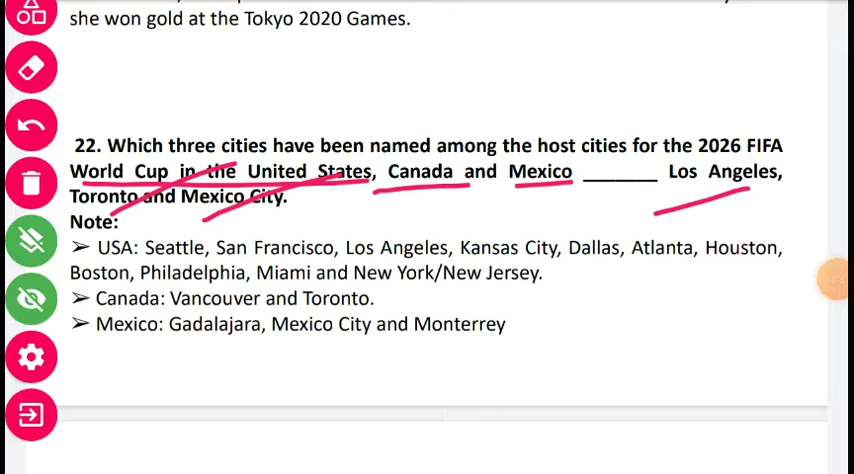 she won gold at the Tokyo 2020 Games.
22. Which three cities have been named among the host cities for the 2026 FIFA
World Cup in the United States, Canada and Mexico ________ Los Angeles,
Toronto and Mexico City.
Note:
➢ USA: Seattle, San Francisco, Los Angeles, Kansas City, Dallas, Atlanta, Houston,
Boston, Philadelphia, Miami and New York/New Jersey.
➢ Canada: Vancouver and Toronto.
➢ Mexico: Gadalajara, Mexico City and Monterrey